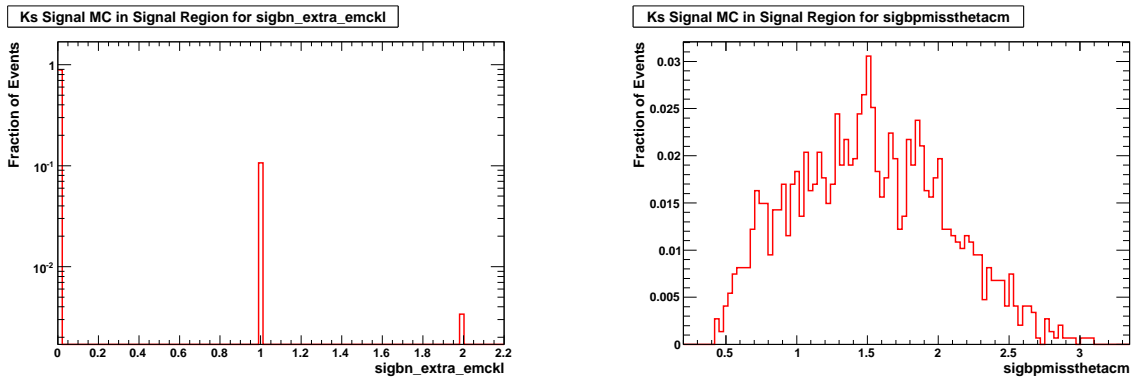 Ks Signal MC in Signal Region for sigbn_extra_emckl
Fraction of Events
1
10^-1
10^-2
0 0.2 0.4 0.6 0.8 1 1.2 1.4 1.6 1.8 2 2.2
sigbn_extra_emckl
Ks Signal MC in Signal Region for sigbpmissthetacm
Fraction of Events
0.03
0.025
0.02
0.015
0.01
0.005
0
0.5 1 1.5 2 2.5 3
sigbpmissthetacm